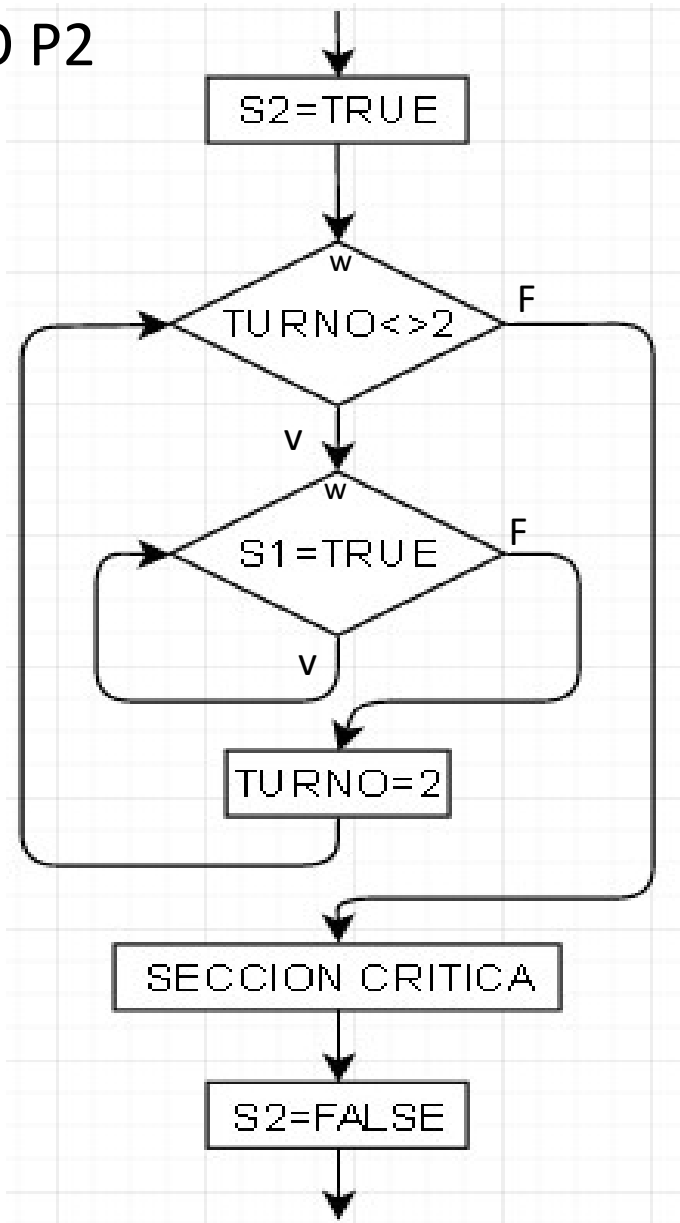 P2
S2=TRUE
w
TURNO<>2
F
v
w
S1=TRUE
F
v
TURNO=2
SECCION CRITICA
S2=FALSE